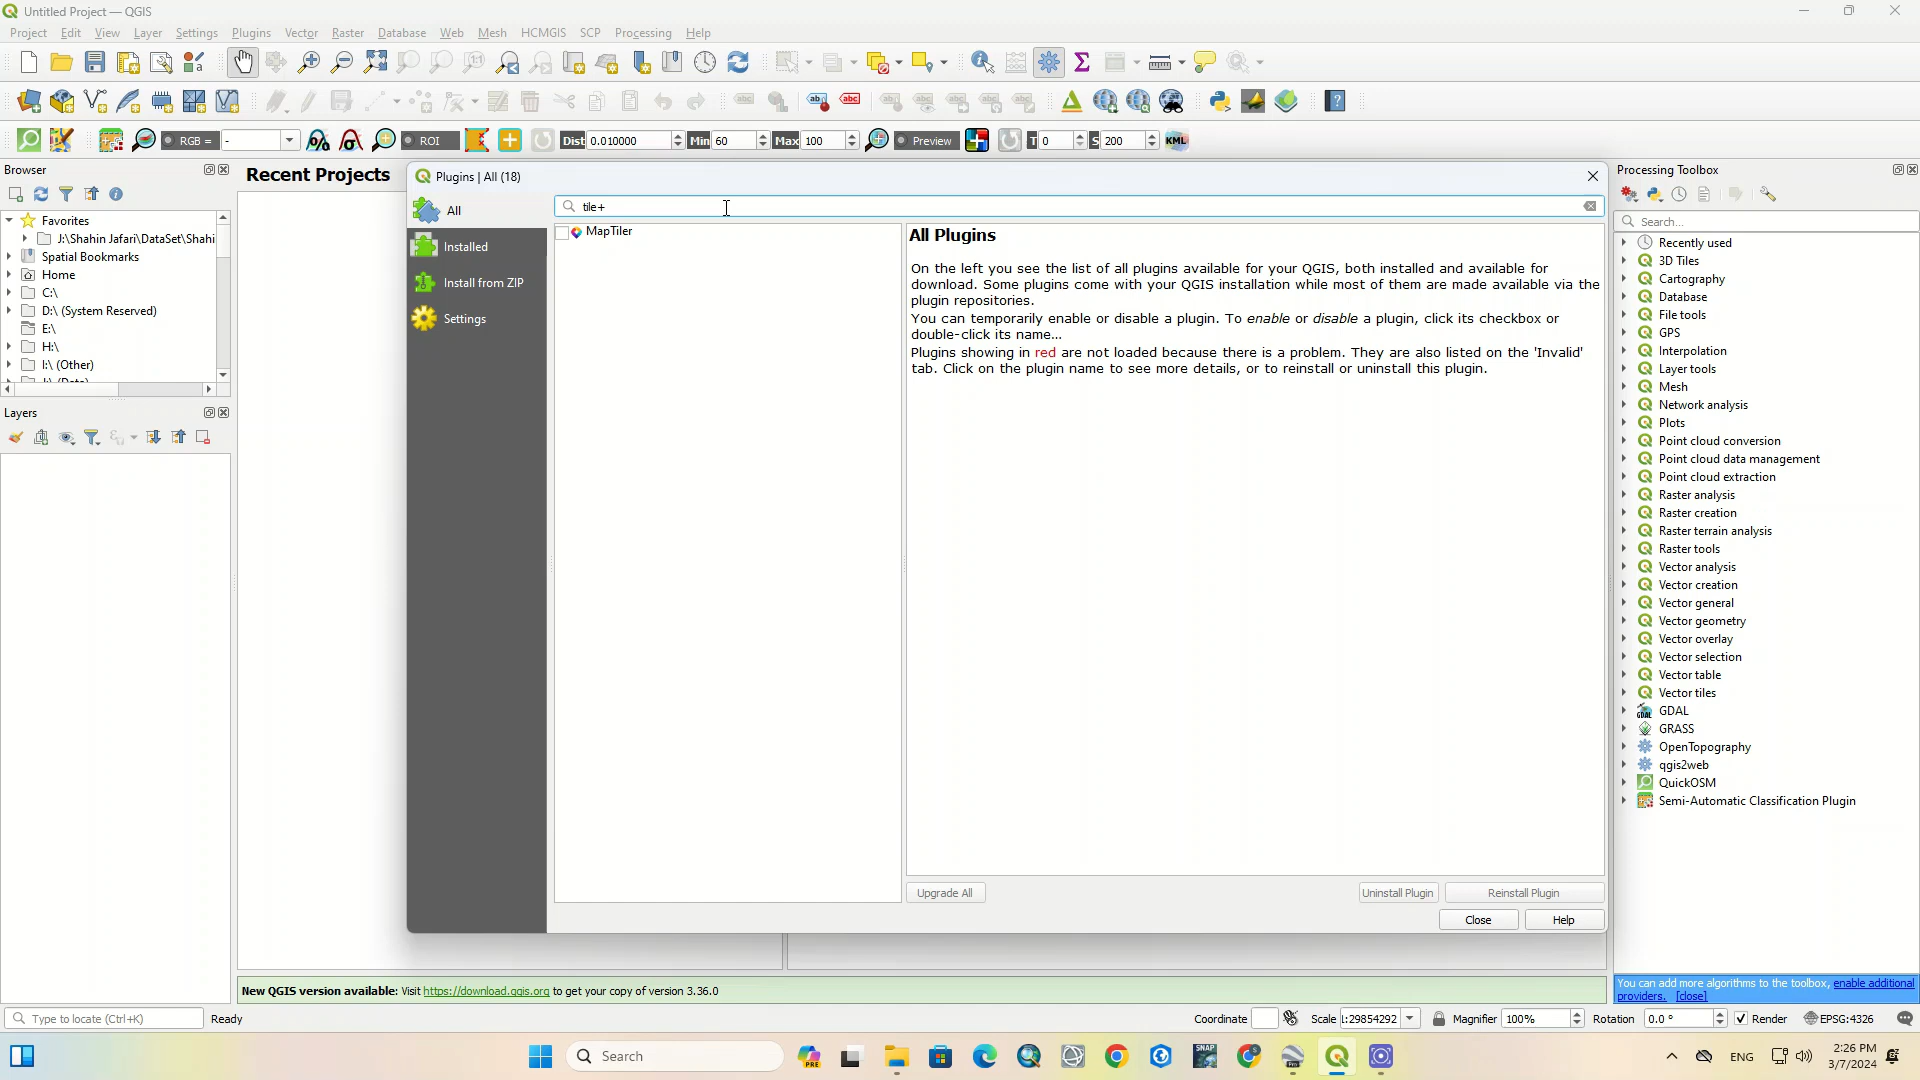 Untitled Project — QGIS
Project Edit View Layer Settings Plugins Vector Raster Database Web Mesh HCMGIS SCP Processing Help
RGB = - ROI Dist 0.010000 Min 60 Max 100 Preview T 0 S 200 KML
Browser
Favorites
J:\Shahin Jafari\DataSet\Shahi
Spatial Bookmarks
Home
C:\
D:\ (System Reserved)
E:\
H:\
I:\ (Other)
Layers
Recent Projects
Plugins | All (18)
All
Installed
Install from ZIP
Settings
tile+
MapTiler
All Plugins
On the left you see the list of all plugins available for your QGIS, both installed and available for
download. Some plugins come with your QGIS installation while most of them are made available via the
plugin repositories.
You can temporarily enable or disable a plugin. To enable or disable a plugin, click its checkbox or
double-click its name...
Plugins showing in red are not loaded because there is a problem. They are also listed on the 'Invalid'
tab. Click on the plugin name to see more details, or to reinstall or uninstall this plugin.
Upgrade All
Uninstall Plugin
Reinstall Plugin
Close
Help
Processing Toolbox
Search...
Recently used
3D Tiles
Cartography
Database
File tools
GPS
Interpolation
Layer tools
Mesh
Network analysis
Plots
Point cloud conversion
Point cloud data management
Point cloud extraction
Raster analysis
Raster creation
Raster terrain analysis
Raster tools
Vector analysis
Vector creation
Vector general
Vector geometry
Vector overlay
Vector selection
Vector table
Vector tiles
GDAL
GRASS
OpenTopography
qgis2web
QuickOSM
Semi-Automatic Classification Plugin
You can add more algorithms to the toolbox, enable additional
providers. [close]
New QGIS version available: Visit https://download.qgis.org to get your copy of version 3.36.0
Type to locate (Ctrl+K)
Ready
Coordinate
Scale 1:29854292
Magnifier 100%
Rotation 0.0 °
Render
EPSG:4326
Search
ENG
2:26 PM
3/7/2024